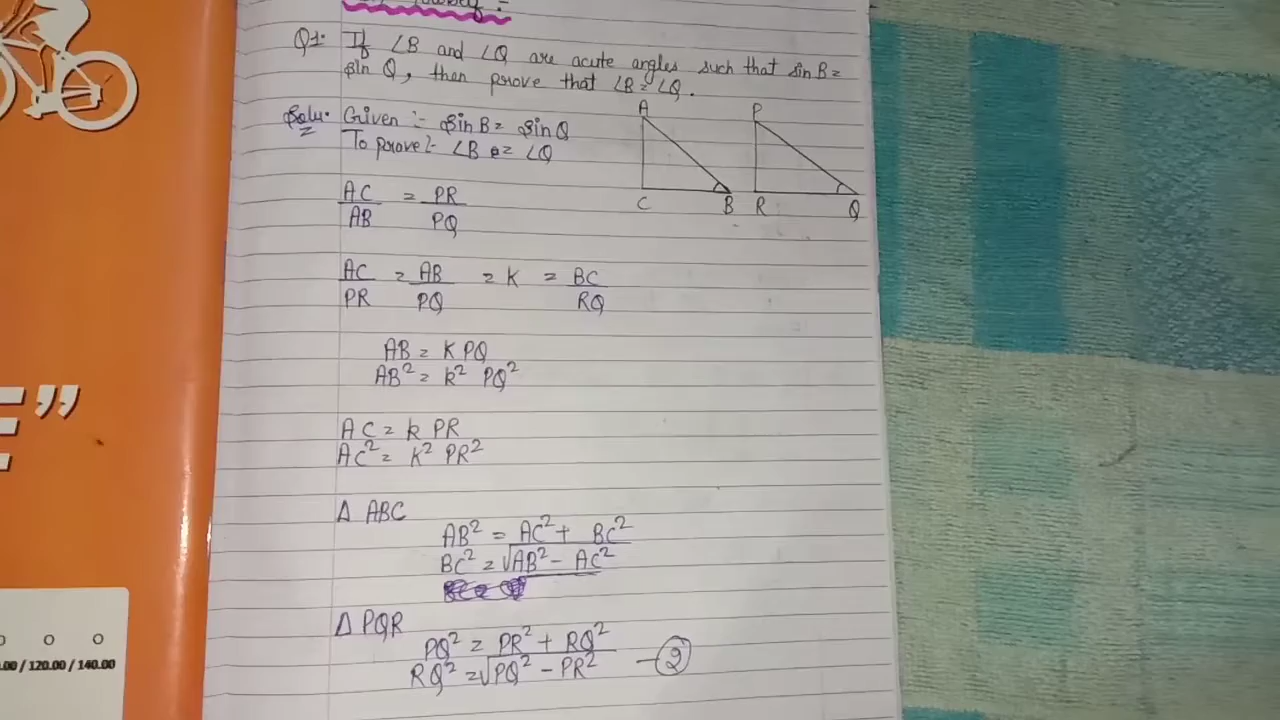 Q1. If ∠B and ∠Q are acute angles such that sin B =
sin Q, then prove that ∠B = ∠Q.
Solu. Given :- sin B = sin Q
To prove :- ∠B = ∠Q
A
P
C
B
R
Q
AC/AB = PR/PQ
AC/PR = AB/PQ = K = BC/RQ
AB = K PQ
AB² = k² PQ²
AC = k PR
AC² = K² PR²
Δ ABC
AB² = AC² + BC²
BC² = √AB² - AC²
Δ PQR
PQ² = PR² + RQ²
RQ² = √PQ² - PR² —②
E”
.00 / 120.00 / 140.00